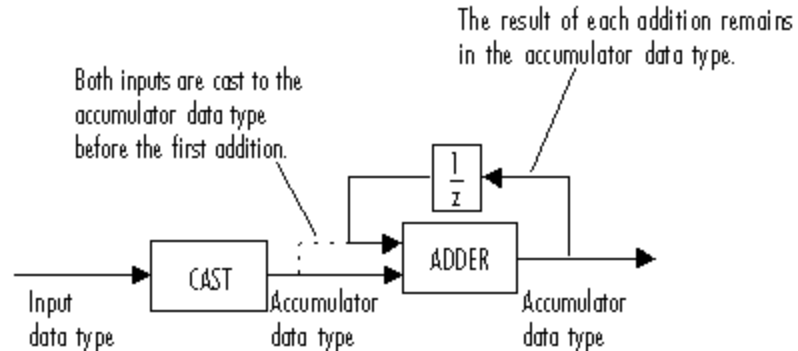 The result of each addition remains
in the accumulator data type.
Both inputs are cast to the
accumulator data type
before the first addition.
1
z
CAST
ADDER
Input
data type
Accumulator
data type
Accumulator
data type